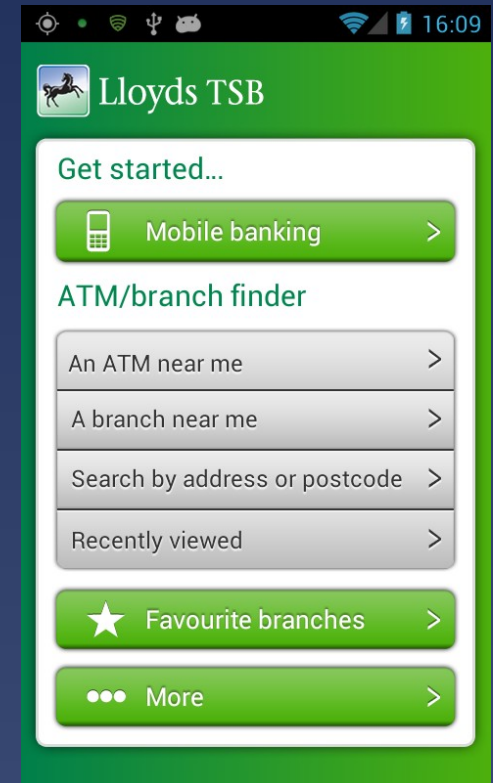 16:09
Lloyds TSB
Get started...
Mobile banking
ATM/branch finder
An ATM near me
A branch near me
Search by address or postcode
Recently viewed
Favourite branches
More